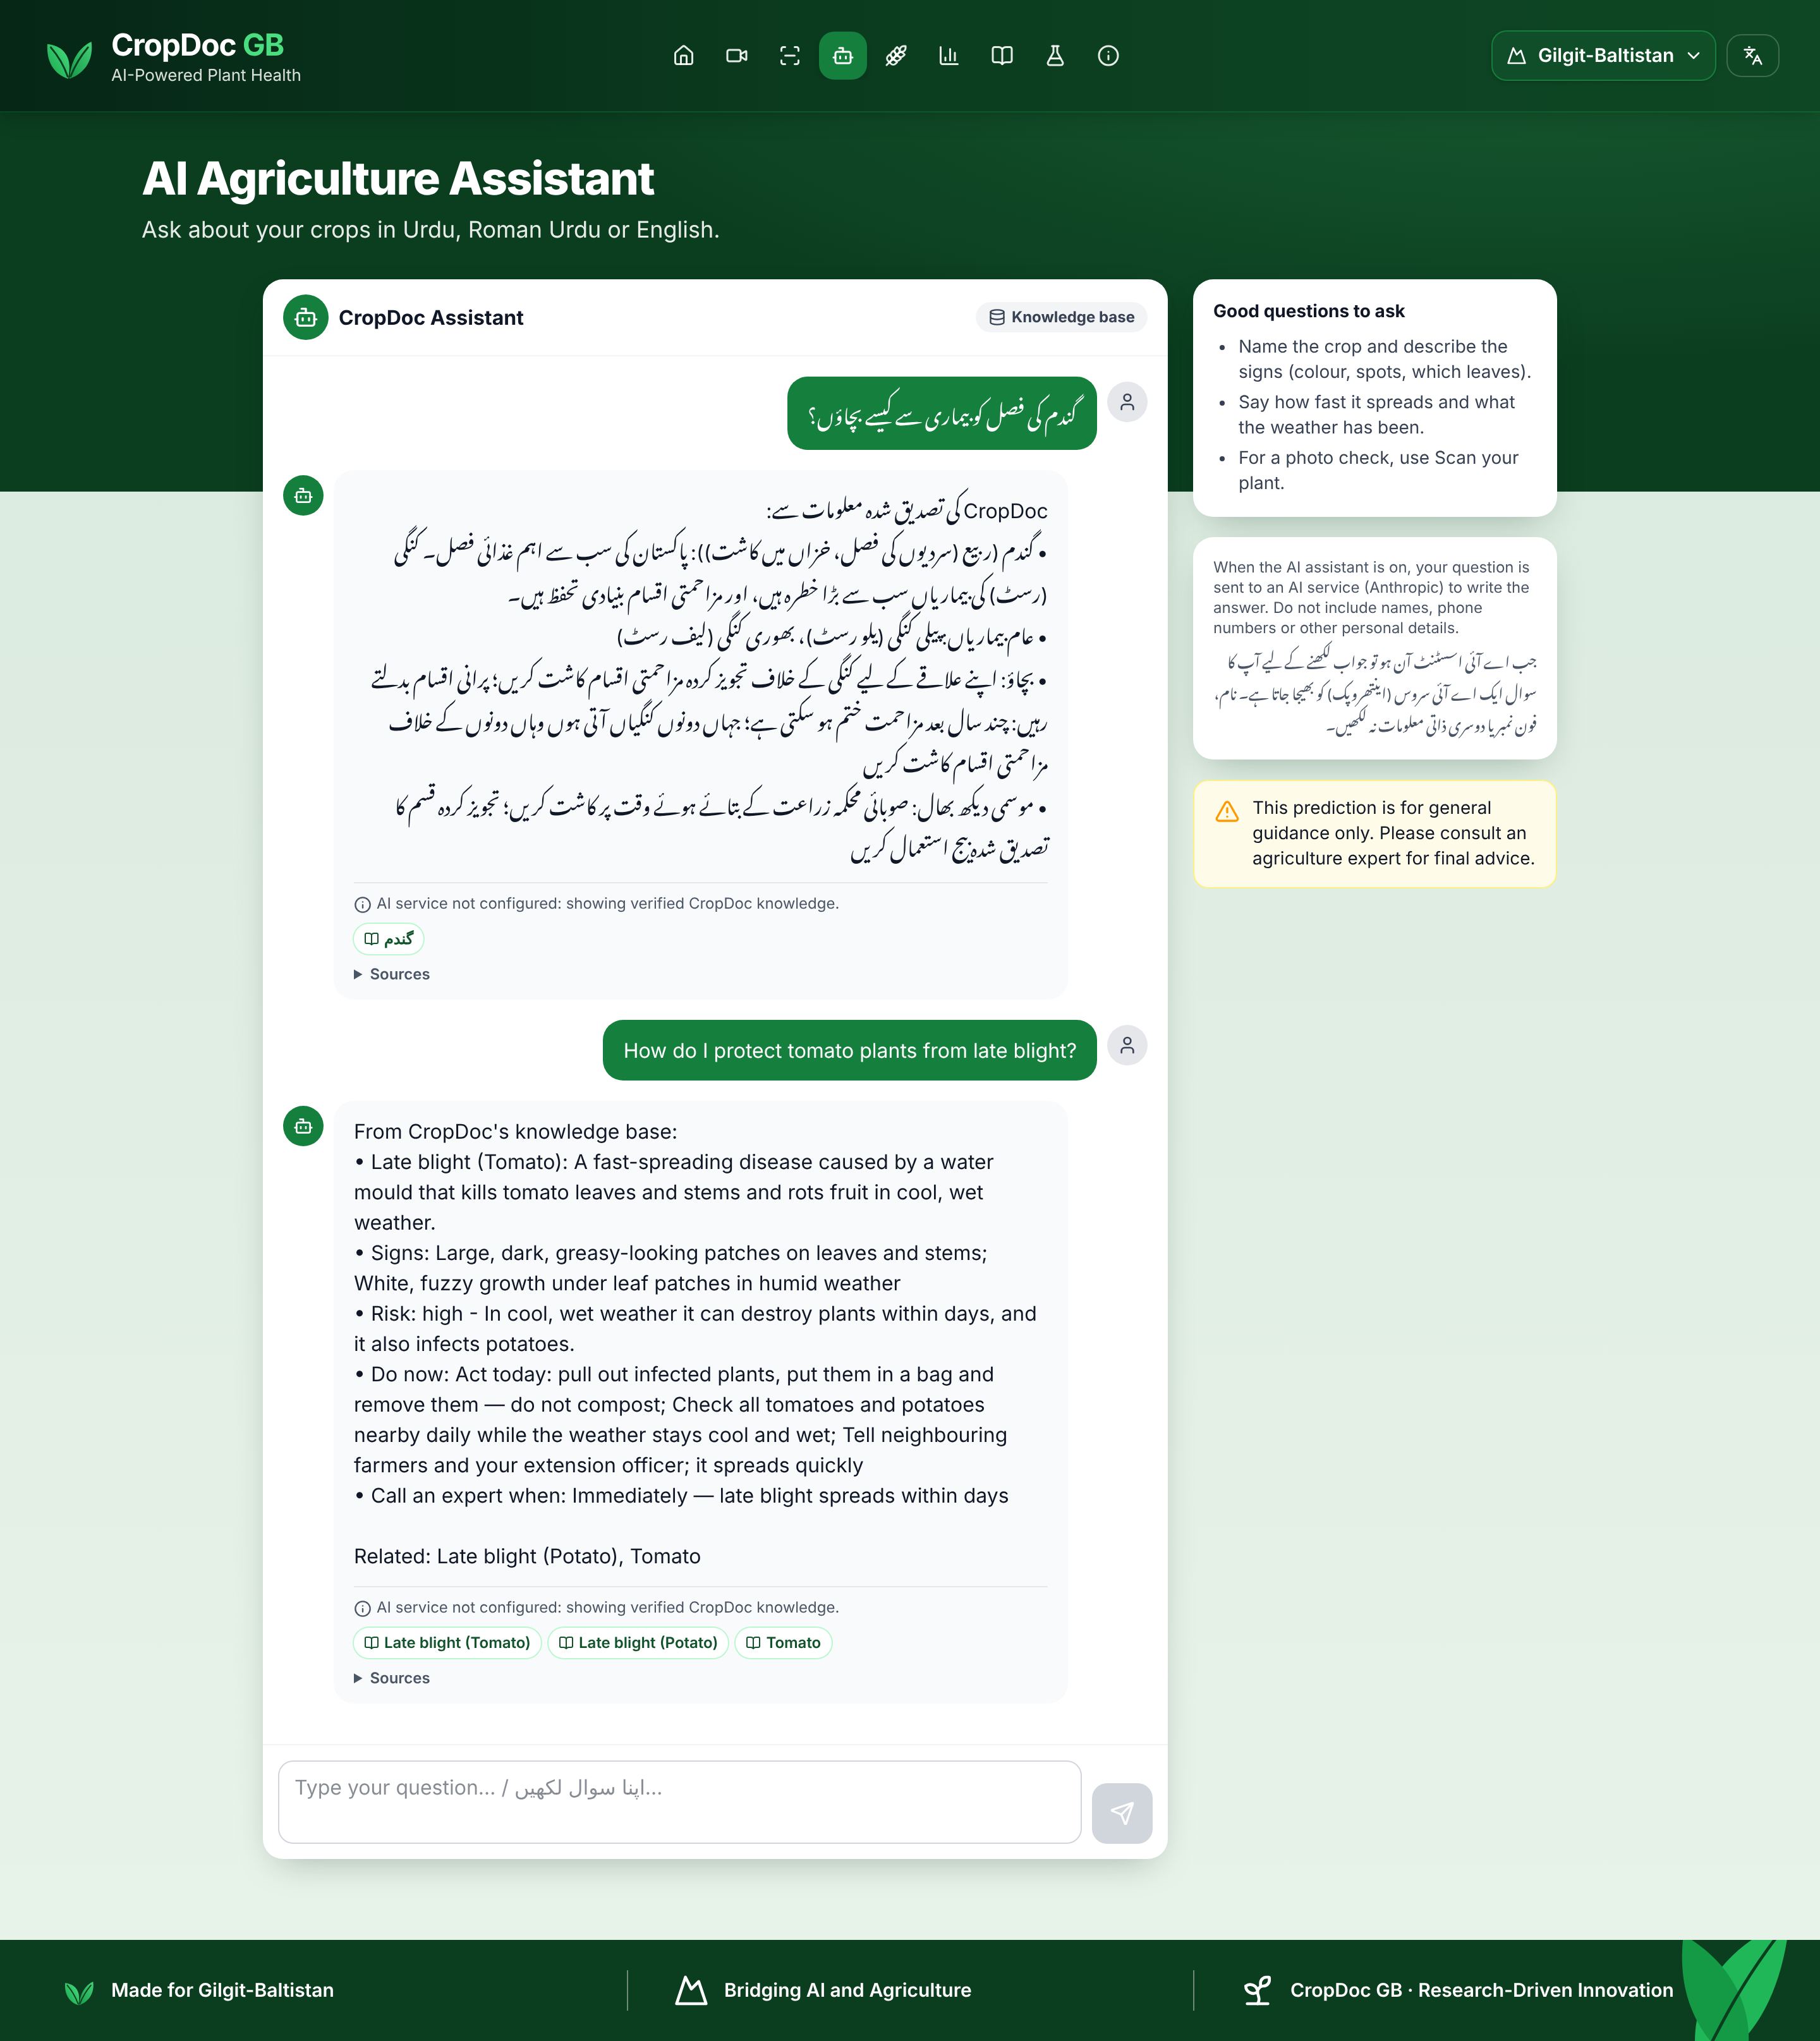 CropDoc GB
AI-Powered Plant Health
Gilgit-Baltistan
AI Agriculture Assistant
Ask about your crops in Urdu, Roman Urdu or English.
CropDoc Assistant
Knowledge base
گندم کی فصل کو بیماری سے کیسے بچاؤں؟
CropDoc کی تصدیق شدہ معلومات سے:
• گندم (ربیع (سردیوں کی فصل، خزاں میں کاشت)): پاکستان کی سب سے اہم غذائی فصل۔ کنگی
(رسٹ) کی بیماریاں سب سے بڑا خطرہ ہیں، اور مزاحمتی اقسام بنیادی تحفظ ہیں۔
• عام بیماریاں پیلی کنگی (یلو رسٹ)، بھوری کنگی (لیف رسٹ)
• بچاؤ: اپنے علاقے کے لیے کنگی کے خلاف تجویز کردہ مزاحمتی اقسام کاشت کریں؛ پرانی اقسام بدلتے
رہیں: چند سال بعد مزاحمت ختم ہو سکتی ہے؛ جہاں دونوں کنگیاں آتی ہوں وہاں دونوں کے خلاف
مزاحمتی اقسام کاشت کریں
• موسمی دیکھ بھال: صوبائی محکمہ زراعت کے بتائے ہوئے وقت پر کاشت کریں؛ تجویز کردہ قسم کا
تصدیق شدہ بیج استعمال کریں
AI service not configured: showing verified CropDoc knowledge.
گندم
Sources
How do I protect tomato plants from late blight?
From CropDoc's knowledge base:
• Late blight (Tomato): A fast-spreading disease caused by a water
mould that kills tomato leaves and stems and rots fruit in cool, wet
weather.
• Signs: Large, dark, greasy-looking patches on leaves and stems;
White, fuzzy growth under leaf patches in humid weather
• Risk: high - In cool, wet weather it can destroy plants within days, and
it also infects potatoes.
• Do now: Act today: pull out infected plants, put them in a bag and
remove them — do not compost; Check all tomatoes and potatoes
nearby daily while the weather stays cool and wet; Tell neighbouring
farmers and your extension officer; it spreads quickly
• Call an expert when: Immediately — late blight spreads within days
Related: Late blight (Potato), Tomato
AI service not configured: showing verified CropDoc knowledge.
Late blight (Tomato)
Late blight (Potato)
Tomato
Sources
Type your question... / اپنا سوال لکھیں...
Good questions to ask
• Name the crop and describe the
signs (colour, spots, which leaves).
• Say how fast it spreads and what
the weather has been.
• For a photo check, use Scan your
plant.
When the AI assistant is on, your question is
sent to an AI service (Anthropic) to write the
answer. Do not include names, phone
numbers or other personal details.
جب اے آئی اسسٹنٹ آن ہو تو جواب لکھنے کے لیے آپ کا
سوال ایک اے آئی سروس (اینتھروپک) کو بھیجا جاتا ہے۔ نام،
فون نمبر یا دوسری ذاتی معلومات نہ لکھیں۔
This prediction is for general
guidance only. Please consult an
agriculture expert for final advice.
Made for Gilgit-Baltistan
Bridging AI and Agriculture
CropDoc GB · Research-Driven Innovation